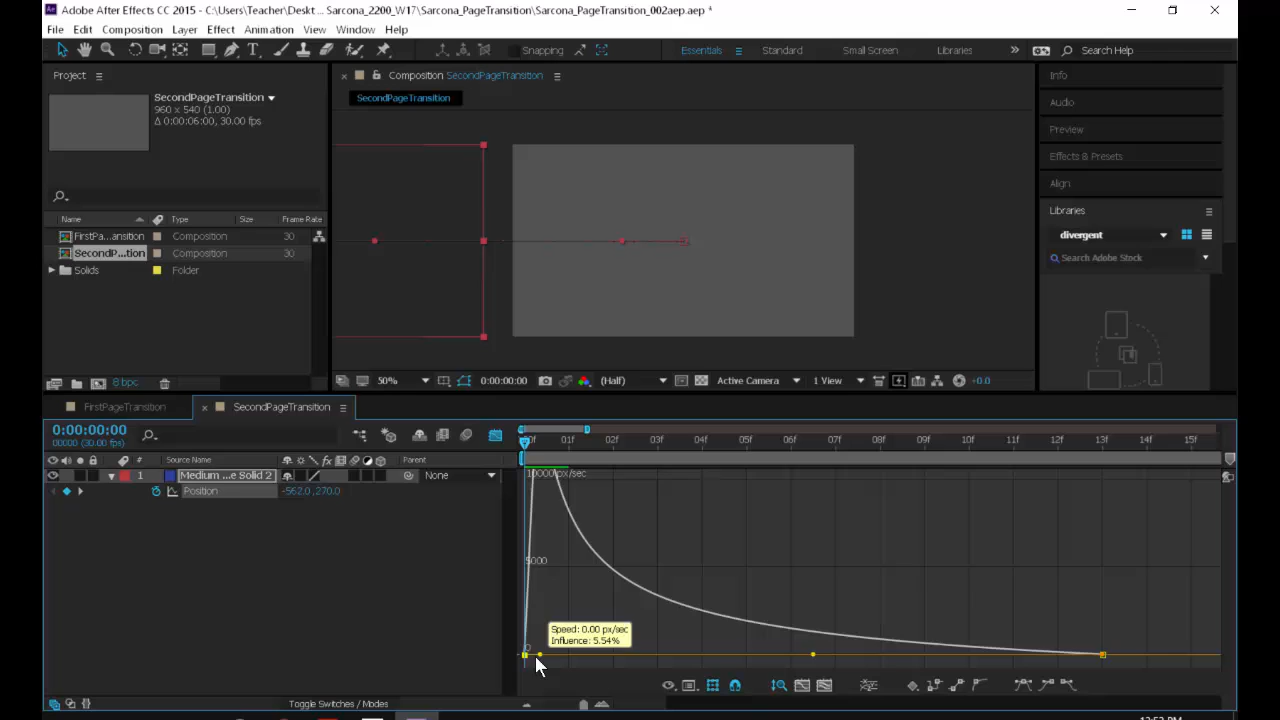 Adobe After Effects CC 2015 - C:\Users\Teacher\Deskt ... Sarcona_2200_W17\Sarcona_PageTransition\Sarcona_PageTransition_002aep.aep *
File Edit Composition Layer Effect Animation View Window Help
Snapping Essentials Standard Small Screen Libraries Search Help
Project
Composition SecondPageTransition
Info
SecondPageTransition
960 x 540 (1.00)
Δ 0:00:06:00, 30.00 fps
SecondPageTransition
Audio
Preview
Effects & Presets
Align
Libraries
Name Type Size Frame Rate
FirstPa...ansition Composition 30
SecondP...tion Composition 30
Solids Folder
divergent
Search Adobe Stock
8 bpc
50% 0:00:00:00 (Half) Active Camera 1 View +0.0
FirstPageTransition SecondPageTransition
0:00:00:00
00000 (30.00 fps)
00f 01f 02f 03f 04f 05f 06f 07f 08f 09f 10f 11f 12f 13f 14f 15f
# Source Name Parent
1 Medium ...e Solid 2 None
Position -562.0,270.0
10000 px/sec
5000
0
Speed: 0.00 px/sec
Influence: 5.54%
Toggle Switches / Modes
12:52 PM